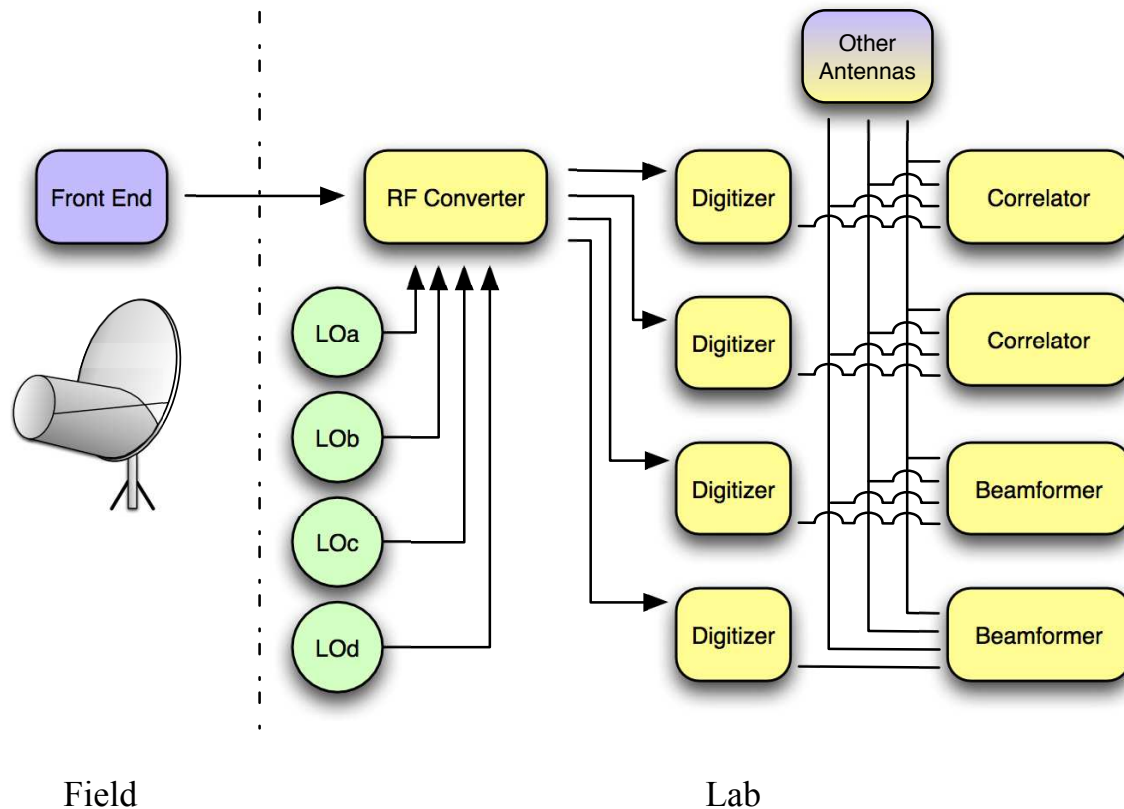 Other
Antennas
Front End
RF Converter
Digitizer
Correlator
LOa
Digitizer
Correlator
LOb
Digitizer
Beamformer
LOc
LOd
Digitizer
Beamformer
Field
Lab